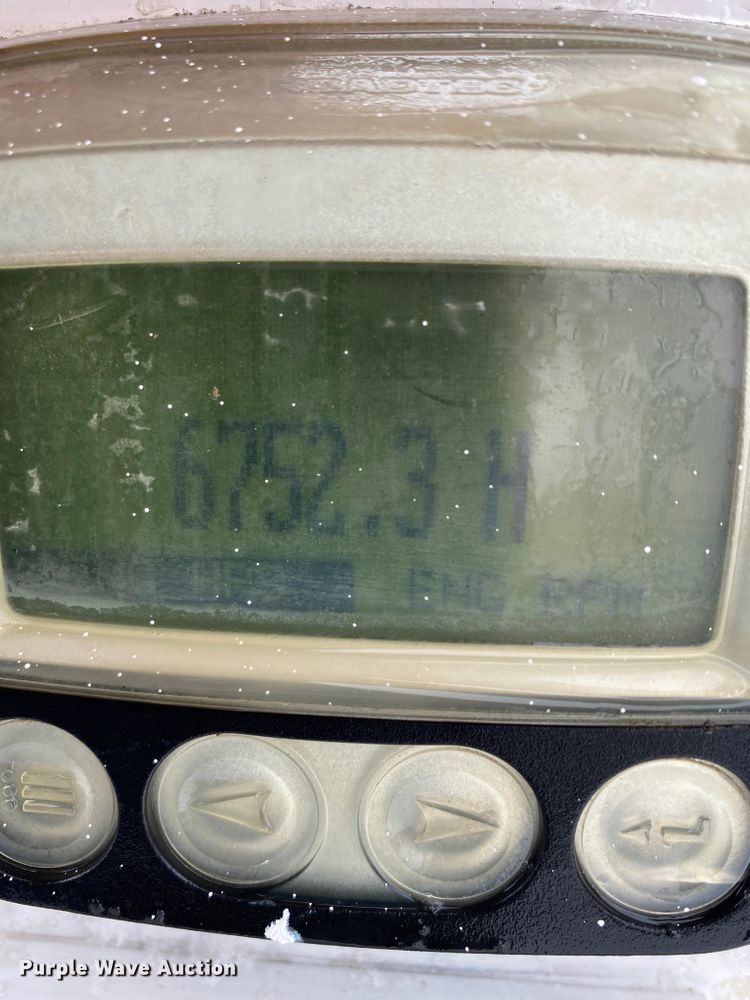 6752.3 H
ENG RPM
Purple Wave Auction